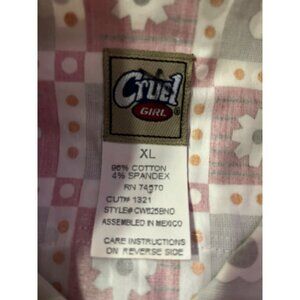 Cruel
GIRL
XL
96% COTTON
4% SPANDEX
RN 74570
CUT# 1321
STYLE# CW625BND
ASSEMBLED IN MEXICO
CARE INSTRUCTIONS
ON REVERSE SIDE